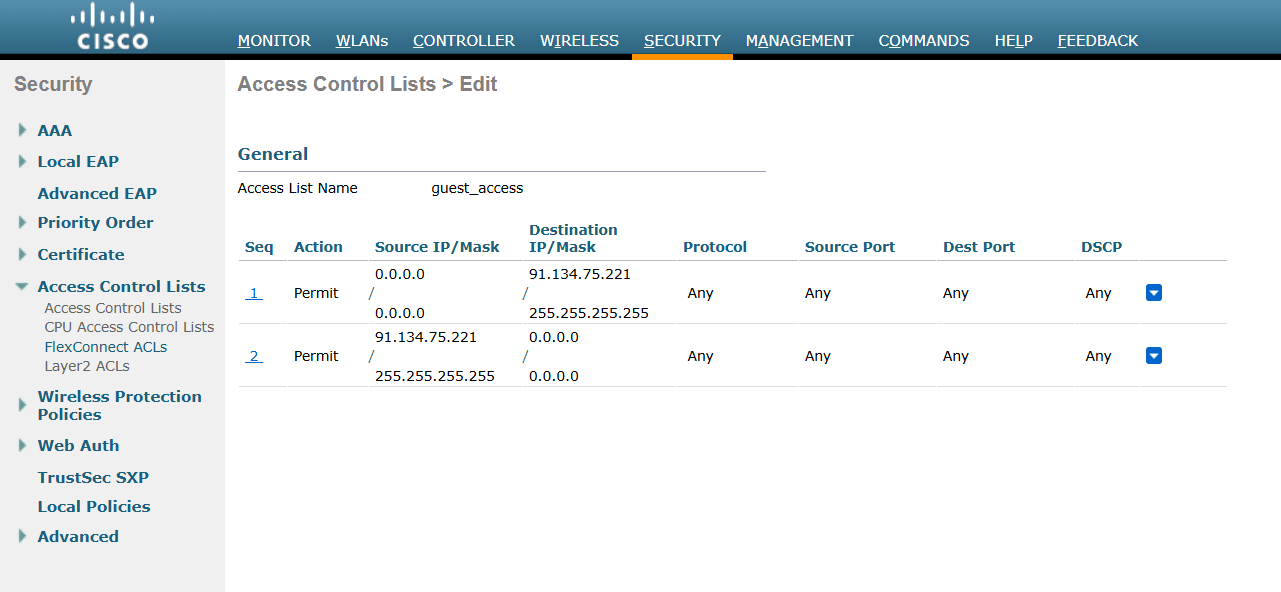 CISCO
MONITOR WLANs CONTROLLER WIRELESS SECURITY MANAGEMENT COMMANDS HELP FEEDBACK
Security
AAA
Local EAP
Advanced EAP
Priority Order
Certificate
Access Control Lists
Access Control Lists
CPU Access Control Lists
FlexConnect ACLs
Layer2 ACLs
Wireless Protection
Policies
Web Auth
TrustSec SXP
Local Policies
Advanced
Access Control Lists > Edit
General
Access List Name guest_access
Seq Action Source IP/Mask Destination IP/Mask Protocol Source Port Dest Port DSCP
1 Permit 0.0.0.0 / 0.0.0.0 91.134.75.221 / 255.255.255.255 Any Any Any Any
2 Permit 91.134.75.221 / 255.255.255.255 0.0.0.0 / 0.0.0.0 Any Any Any Any